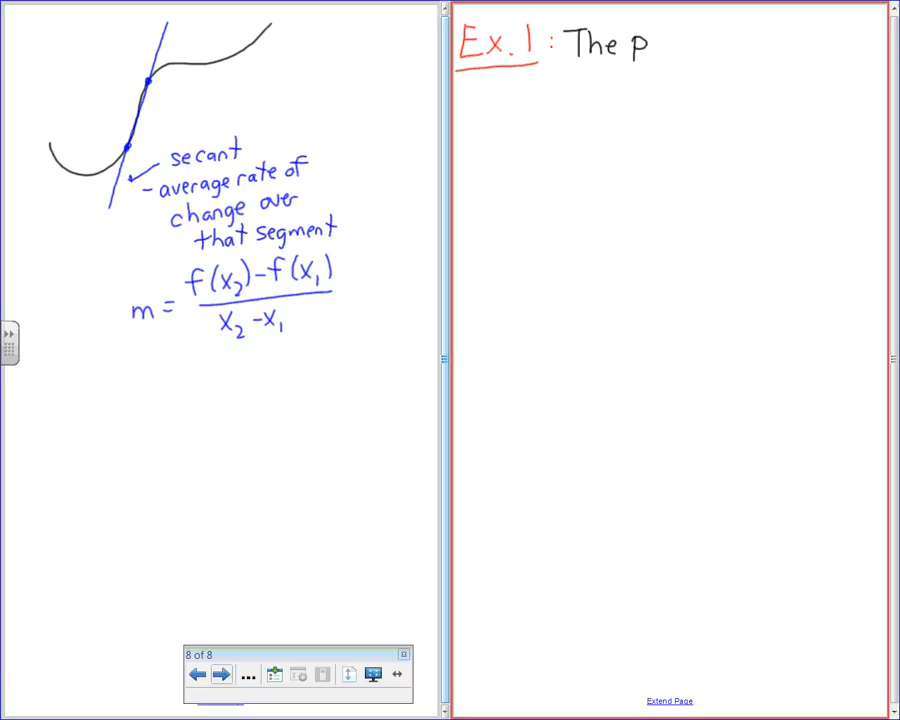 secant
- average rate of
change over
that segment
m = f(x₂) - f(x₁)
x₂ - x₁
8 of 8
Ex. 1 : The p
Extend Page